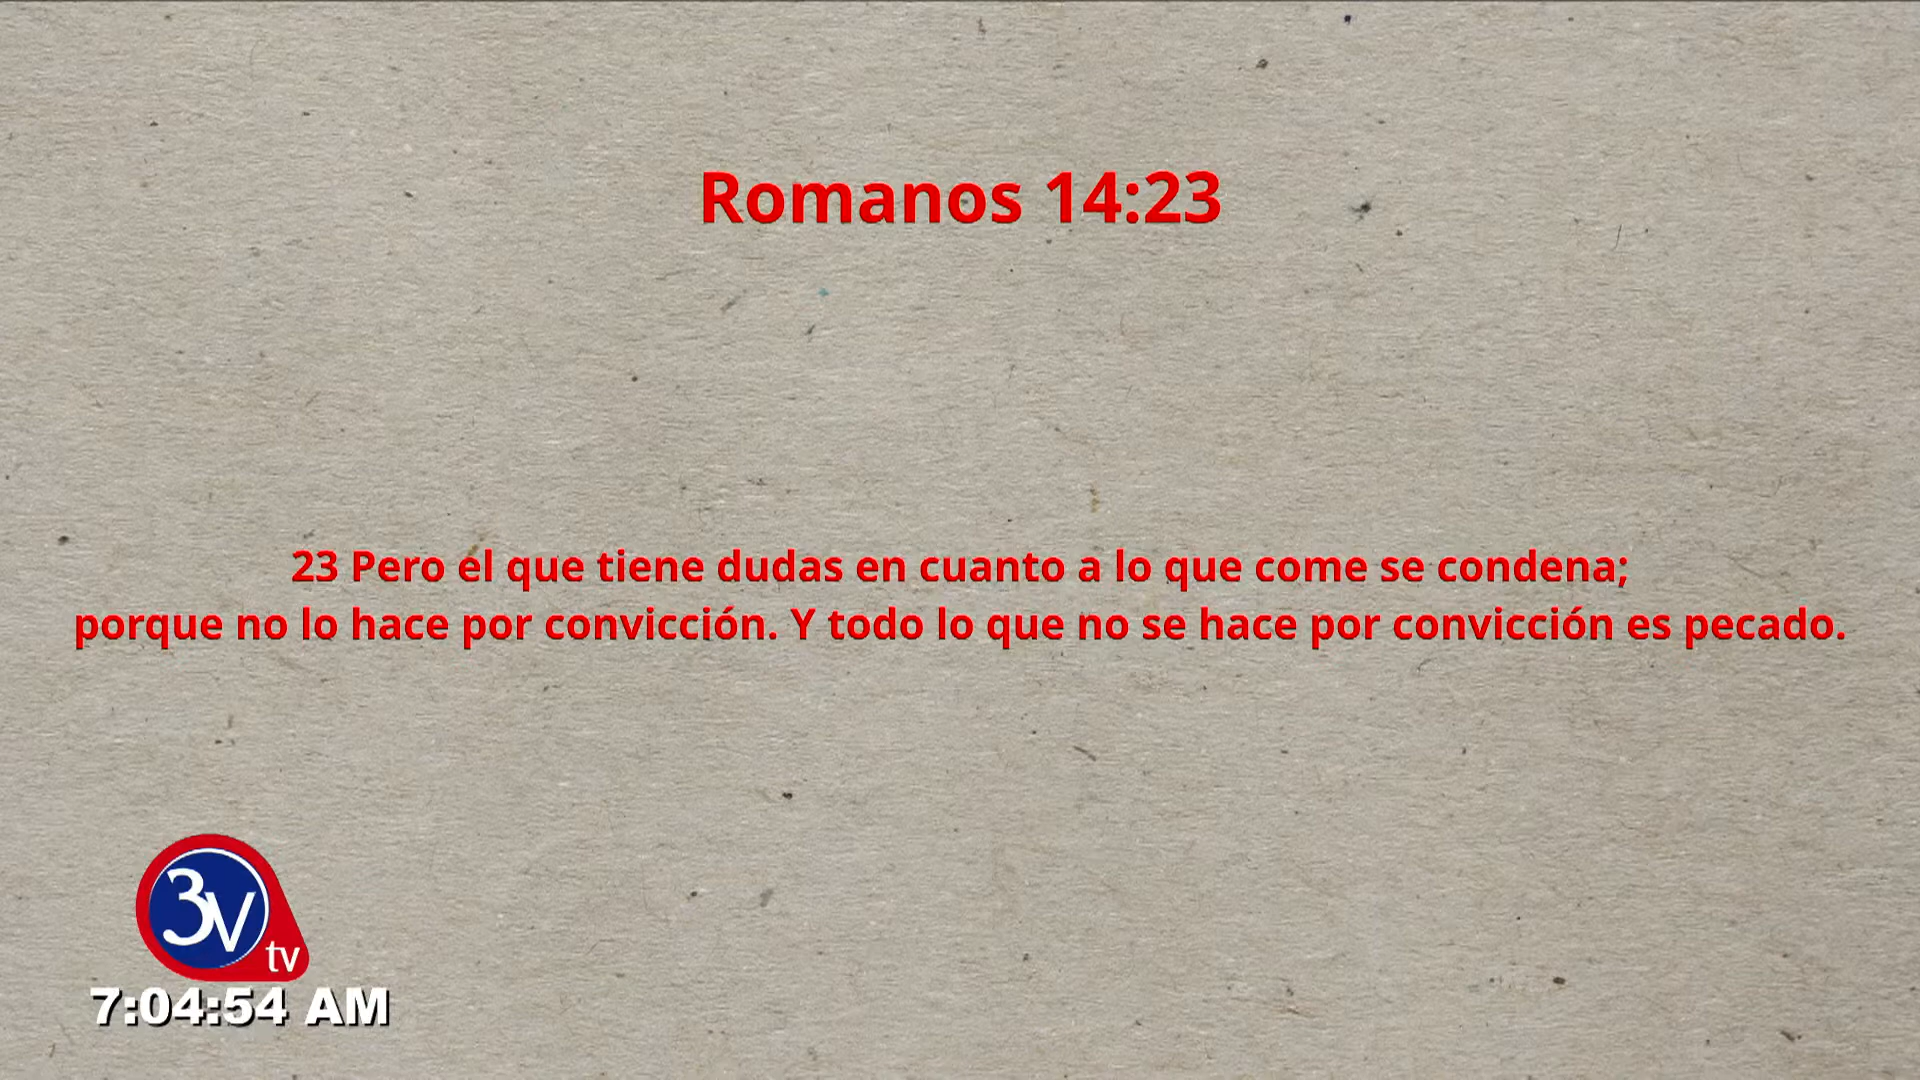 Romanos 14:23
23 Pero el que tiene dudas en cuanto a lo que come se condena;
porque no lo hace por convicción. Y todo lo que no se hace por convicción es pecado.
3V
tv
7:04:54 AM